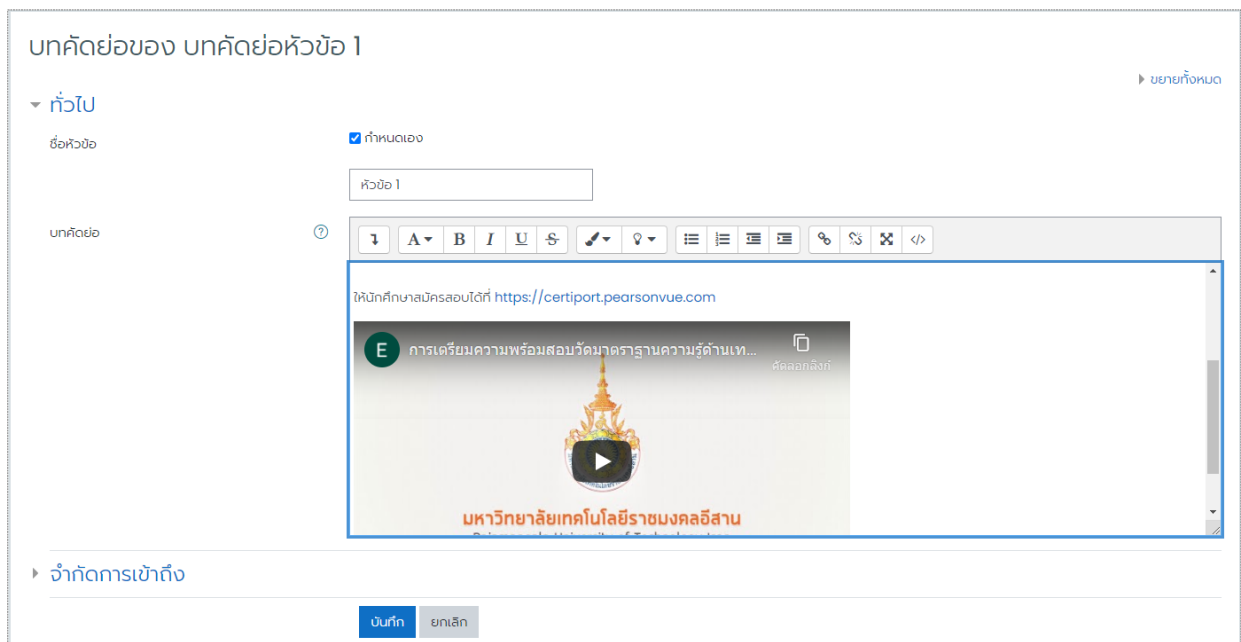 บทคัดย่อของ บทคัดย่อหัวข้อ 1
ขยายทั้งหมด
ทั่วไป
ชื่อหัวข้อ
กำหนดเอง
หัวข้อ 1
บทคัดย่อ
A B I U S
ให้นักศึกษาสมัครสอบได้ที่ https://certiport.pearsonvue.com
E การเตรียมความพร้อมสอบวัดมาตราฐานความรู้ด้านเท...
คัดลอกลิงก์
มหาวิทยาลัยเทคโนโลยีราชมงคลอีสาน
จำกัดการเข้าถึง
บันทึก ยกเลิก